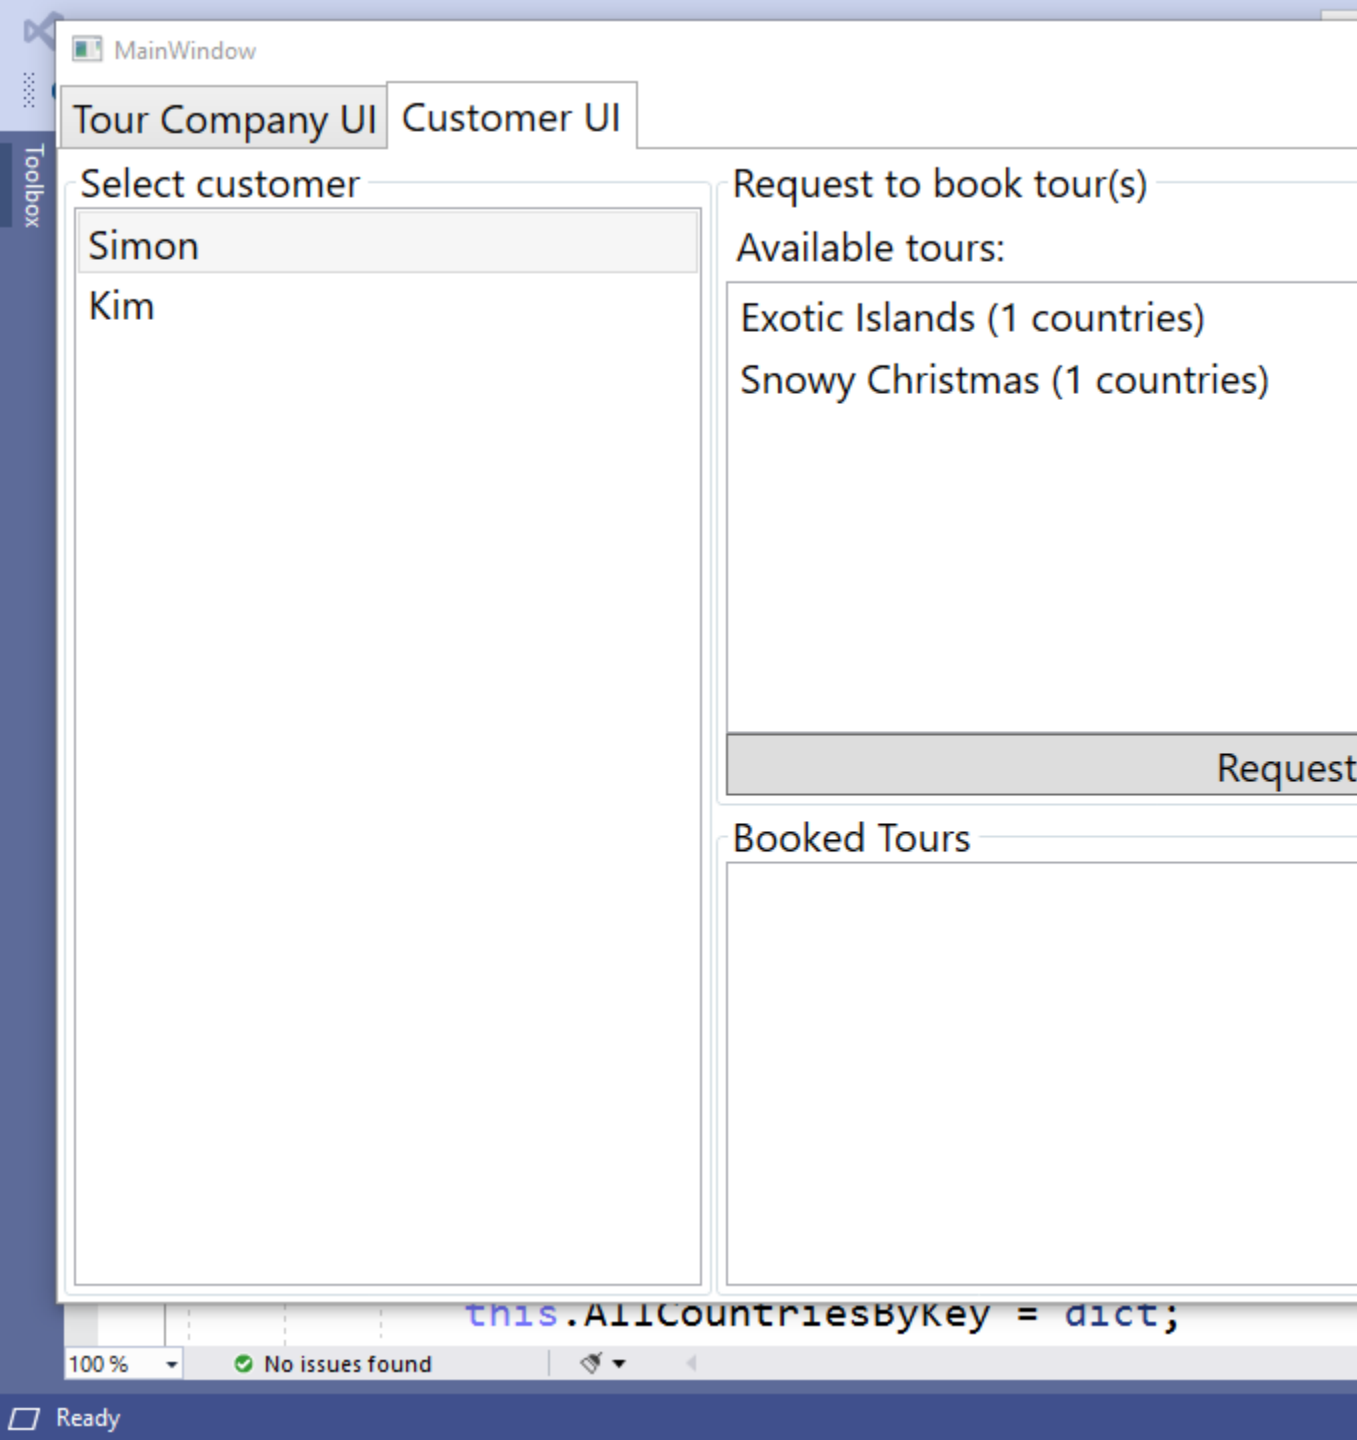 MainWindow
Tour Company UI
Customer UI
Toolbox
Select customer
Simon
Kim
Request to book tour(s)
Available tours:
Exotic Islands (1 countries)
Snowy Christmas (1 countries)
Request
Booked Tours
this.AllCountriesByKey = dict;
100 %
No issues found
Ready